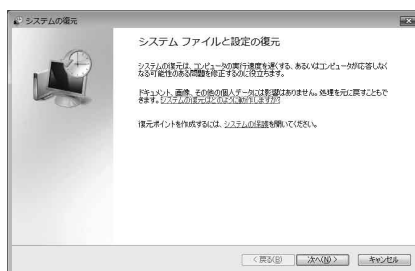 システムの復元
システム ファイルと設定の復元
システムの復元は、コンピュータの実行速度を遅くする、あるいはコンピュータが応答しなく
なる可能性のある問題を修正するのに役立ちます。
ドキュメント、画像、その他の個人データには影響はありません。処理を元に戻すこともで
きます。システムの復元はどのように動作しますか?
復元ポイントを作成するには、システムの保護を開いてください。
< 戻る(B)
次へ(N) >
キャンセル